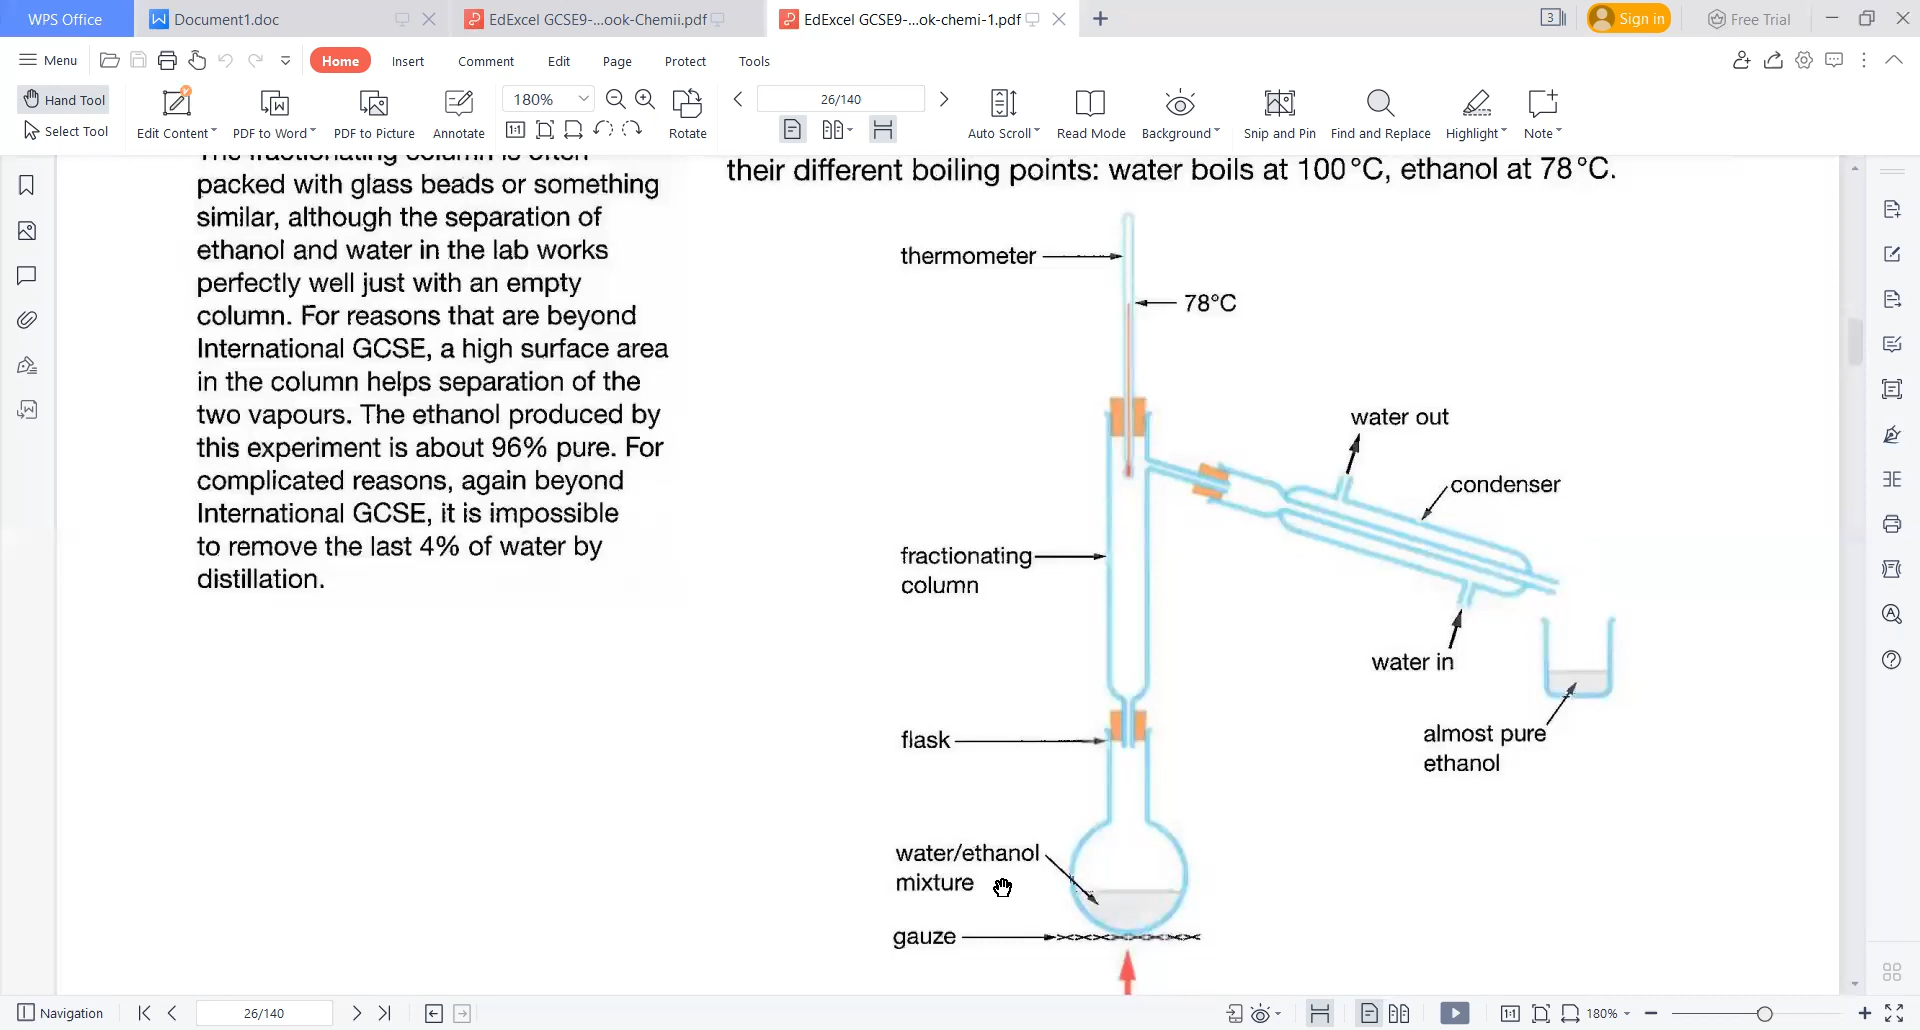 WPS Office
Document1.doc
EdExcel GCSE9-...ook-Chemii.pdf
EdExcel GCSE9-...ok-chemi-1.pdf
3
Sign in
Free Trial
Menu
Home
Insert
Comment
Edit
Page
Protect
Tools
Hand Tool
Select Tool
Edit Content
PDF to Word
PDF to Picture
Annotate
180%
Rotate
26/140
Auto Scroll
Read Mode
Background
Snip and Pin
Find and Replace
Highlight
Note
The fractionating column is often
packed with glass beads or something
similar, although the separation of
ethanol and water in the lab works
perfectly well just with an empty
column. For reasons that are beyond
International GCSE, a high surface area
in the column helps separation of the
two vapours. The ethanol produced by
this experiment is about 96% pure. For
complicated reasons, again beyond
International GCSE, it is impossible
to remove the last 4% of water by
distillation.
their different boiling points: water boils at 100 °C, ethanol at 78 °C.
thermometer
78°C
water out
condenser
fractionating
column
water in
flask
almost pure
ethanol
water/ethanol
mixture
gauze
Navigation
26/140
180%